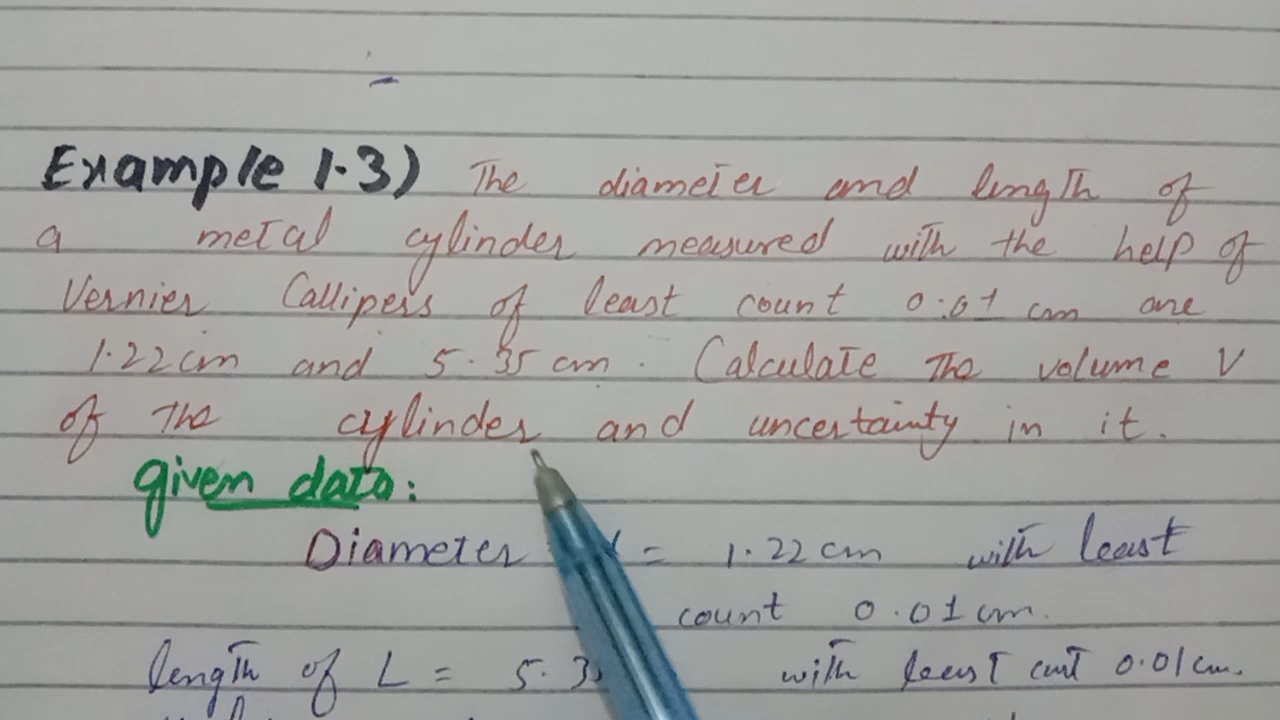 Example 1.3) The diameter and length of
a metal cylinder measured with the help of
Vernier Callipers of least count 0.01 cm are
1.22 cm and 5.35 cm. Calculate the volume V
of the cylinder and uncertainty in it.
given data:
Diameter = 1.22 cm with least
count 0.01 cm.
length of L = 5.3 with least cunt 0.01 cm.